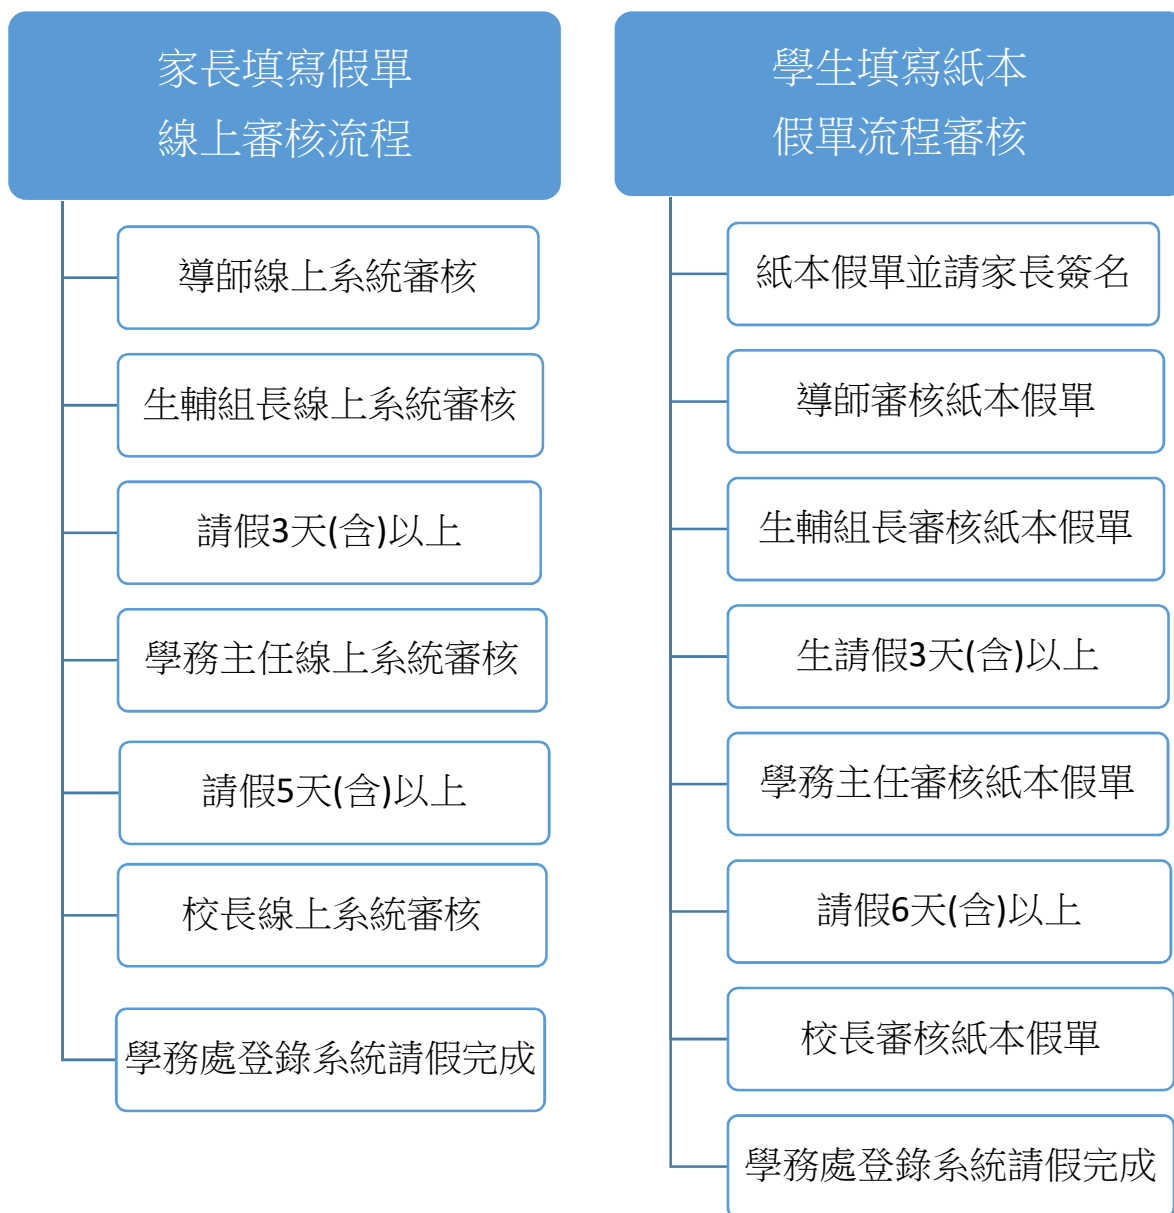 家長填寫假單
線上審核流程
導師線上系統審核
生輔組長線上系統審核
請假3天(含)以上
學務主任線上系統審核
請假5天(含)以上
校長線上系統審核
學務處登錄系統請假完成
學生填寫紙本
假單流程審核
紙本假單並請家長簽名
導師審核紙本假單
生輔組長審核紙本假單
生請假3天(含)以上
學務主任審核紙本假單
請假6天(含)以上
校長審核紙本假單
學務處登錄系統請假完成